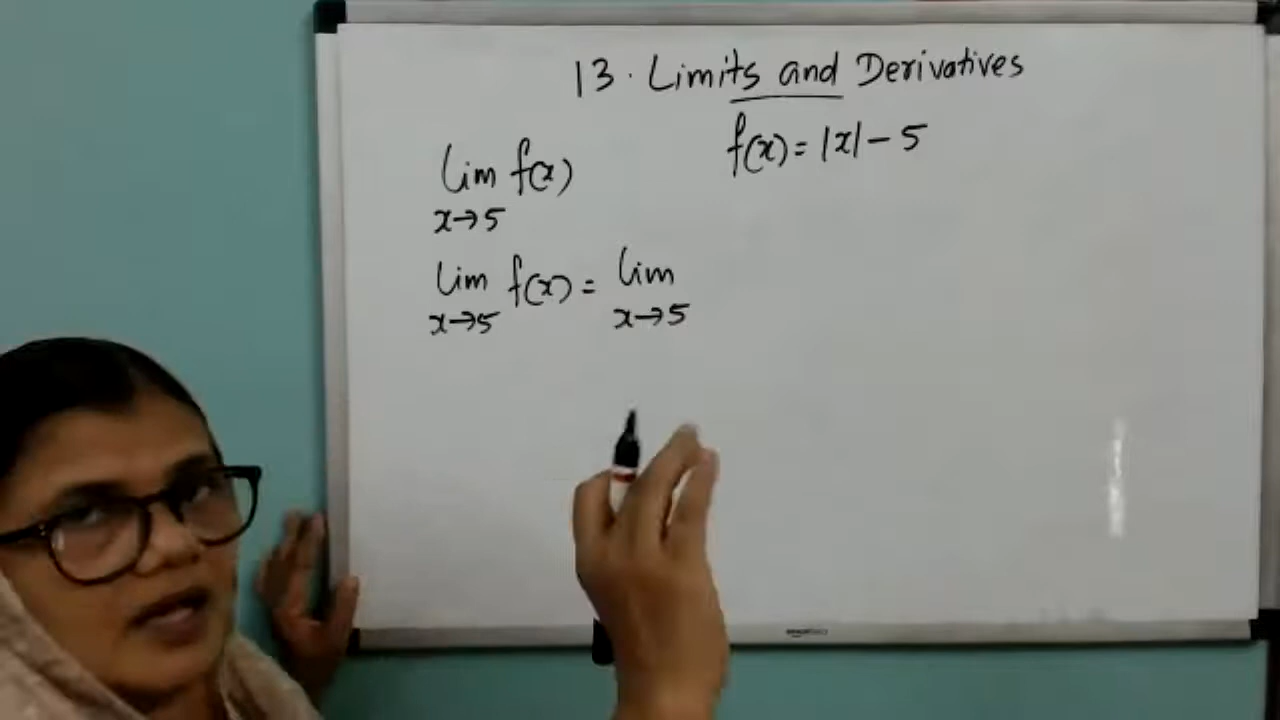 13. Limits and Derivatives
f(x) = |x| - 5
lim f(x)
x→5
lim f(x) = lim
x→5 x→5